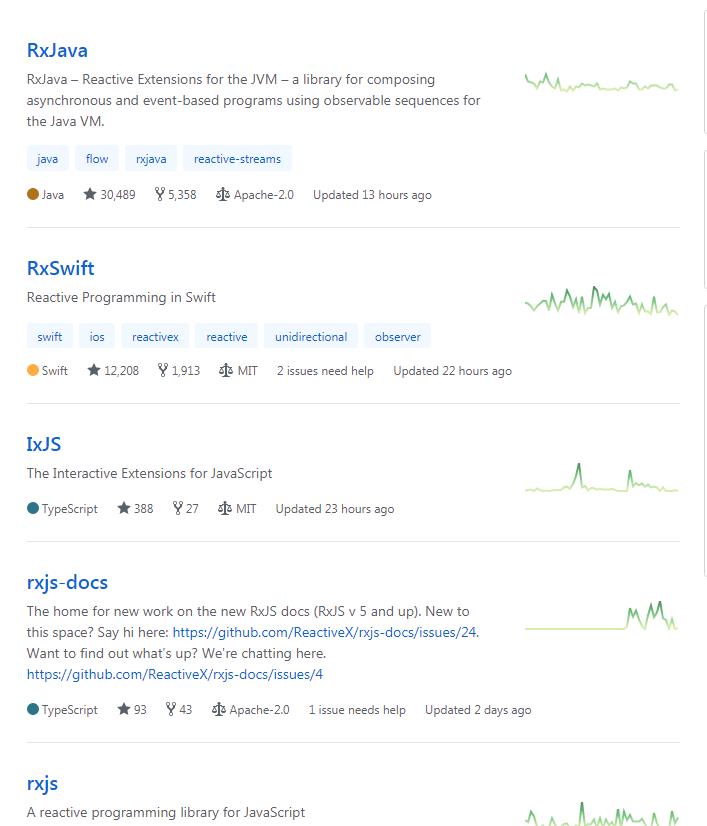 RxJava
RxJava – Reactive Extensions for the JVM – a library for composing
asynchronous and event-based programs using observable sequences for
the Java VM.
java flow rxjava reactive-streams
Java 30,489 5,358 Apache-2.0 Updated 13 hours ago
RxSwift
Reactive Programming in Swift
swift ios reactivex reactive unidirectional observer
Swift 12,208 1,913 MIT 2 issues need help Updated 22 hours ago
IxJS
The Interactive Extensions for JavaScript
TypeScript 388 27 MIT Updated 23 hours ago
rxjs-docs
The home for new work on the new RxJS docs (RxJS v 5 and up). New to
this space? Say hi here: https://github.com/ReactiveX/rxjs-docs/issues/24.
Want to find out what's up? We're chatting here.
https://github.com/ReactiveX/rxjs-docs/issues/4
TypeScript 93 43 Apache-2.0 1 issue needs help Updated 2 days ago
rxjs
A reactive programming library for JavaScript